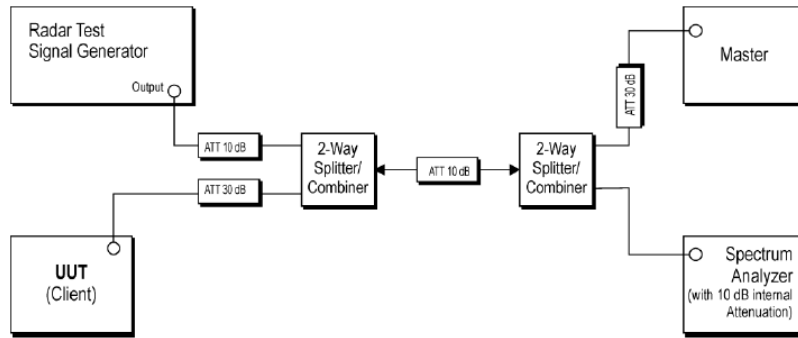 Radar Test
Signal Generator
Output
ATT 10 dB
ATT 30 dB
2-Way
Splitter/
Combiner
ATT 10 dB
2-Way
Splitter/
Combiner
ATT 30 dB
Master
UUT
(Client)
Spectrum
Analyzer
(with 10 dB internal
Attenuation)